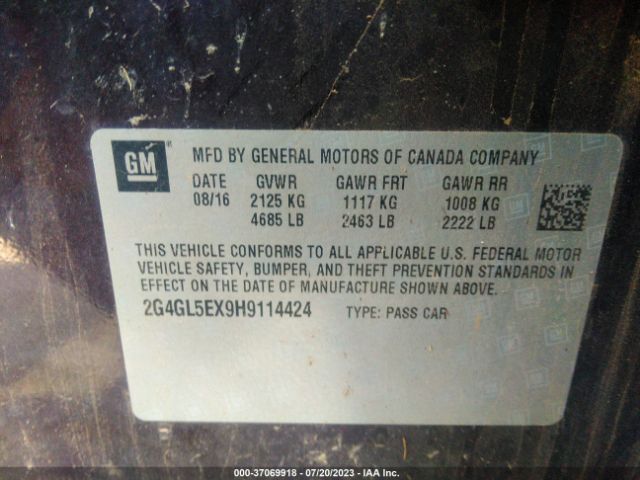 GM ® MFD BY GENERAL MOTORS OF CANADA COMPANY
DATE GVWR GAWR FRT GAWR RR
08/16 2125 KG 1117 KG 1008 KG
4685 LB 2463 LB 2222 LB
THIS VEHICLE CONFORMS TO ALL APPLICABLE U.S. FEDERAL MOTOR
VEHICLE SAFETY, BUMPER, AND THEFT PREVENTION STANDARDS IN
EFFECT ON THE DATE OF MANUFACTURE SHOWN ABOVE.
2G4GL5EX9H9114424 TYPE: PASS CAR
000-37069918 - 07/20/2023 - IAA Inc.